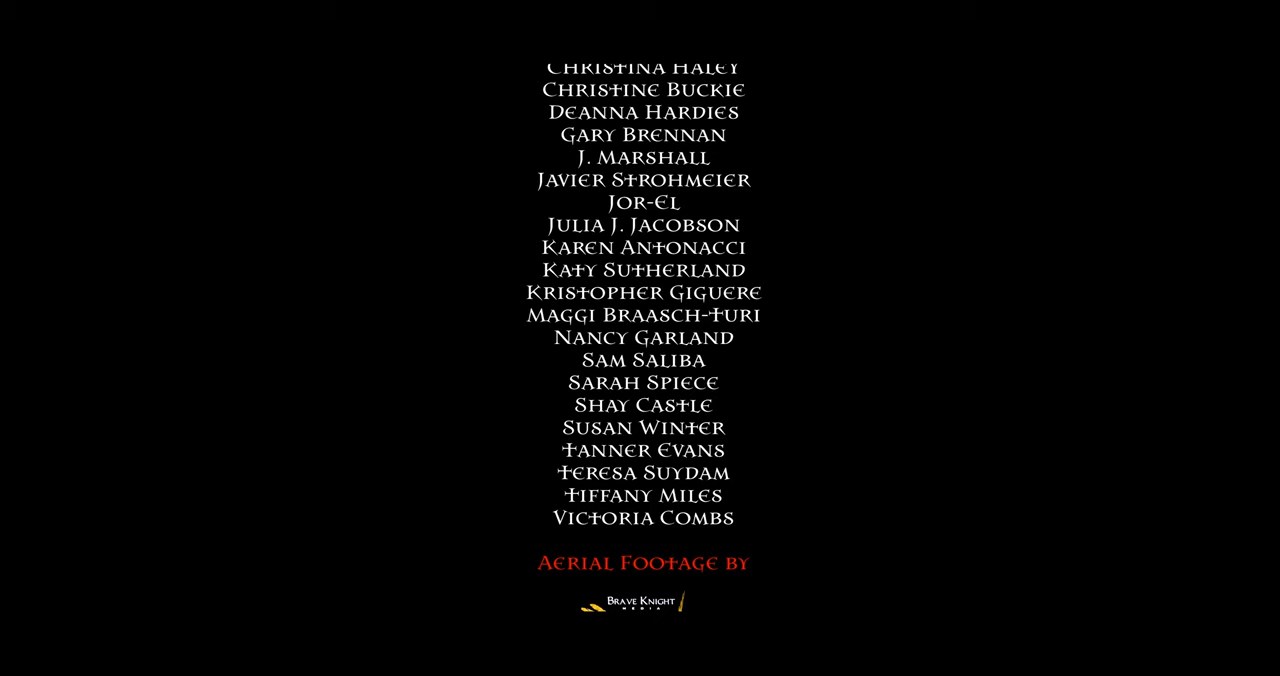 Christina Haley
Christine Buckie
Deanna Hardies
Gary Brennan
J. Marshall
Javier Strohmeier
Jor-El
Julia J. Jacobson
Karen Antonacci
Katy Sutherland
Kristopher Giguere
Maggi Braasch-Turi
Nancy Garland
Sam Saliba
Sarah Spiece
Shay Castle
Susan Winter
Tanner Evans
Teresa Suydam
Tiffany Miles
Victoria Combs
Aerial Footage by
Brave Knight
MEDIA